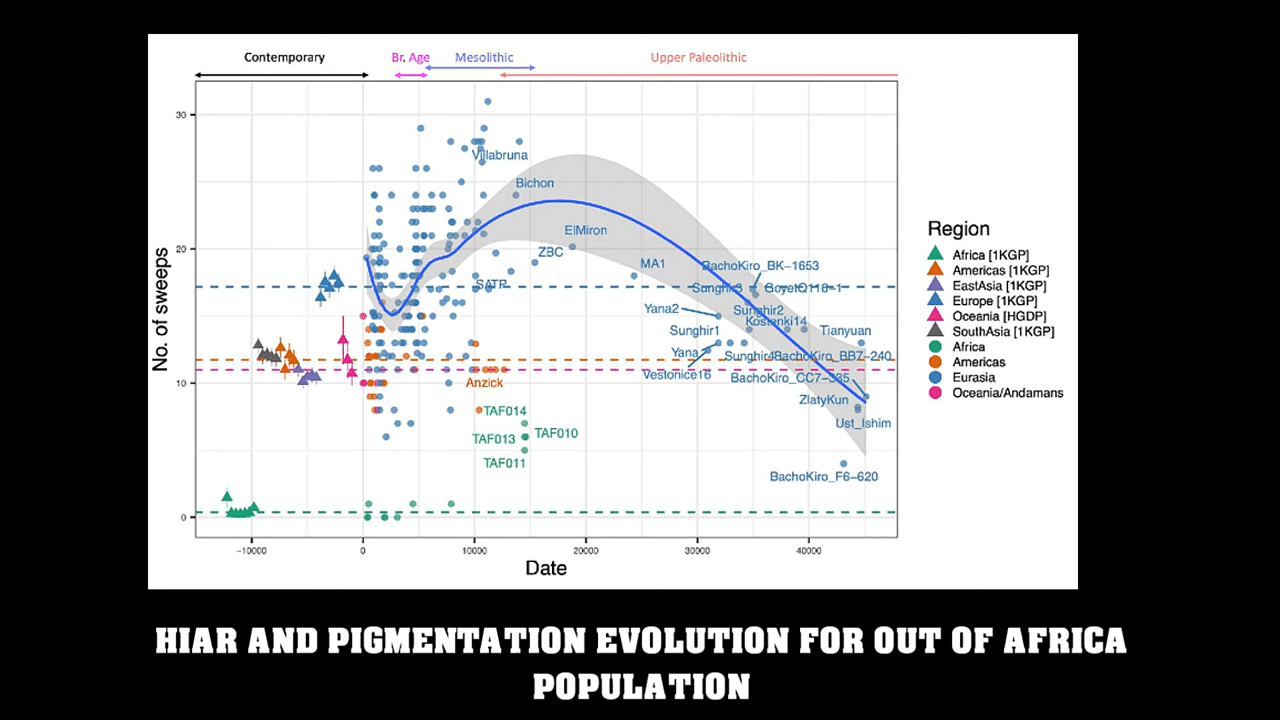 Contemporary
Br. Age
Mesolithic
Upper Paleolithic
No. of sweeps
30
20
10
0
Villabruna
Bichon
ElMiron
ZBC
SATP
MA1
BachoKiro_BK-1653
Sunghir3
GoyetQ116-1
Yana2
Sunghir2
Kostenki14
Sunghir1
Tianyuan
Yana
Sunghir4
BachoKiro_BB7-240
Vestonice16
BachoKiro_CC7-335
Anzick
ZlatyKun
TAF014
Ust_Ishim
TAF013
TAF010
TAF011
BachoKiro_F6-620
-10000
0
10000
20000
30000
40000
Date
Region
Africa [1KGP]
Americas [1KGP]
EastAsia [1KGP]
Europe [1KGP]
Oceania [HGDP]
SouthAsia [1KGP]
Africa
Americas
Eurasia
Oceania/Andamans
HIAR AND PIGMENTATION EVOLUTION FOR OUT OF AFRICA
POPULATION